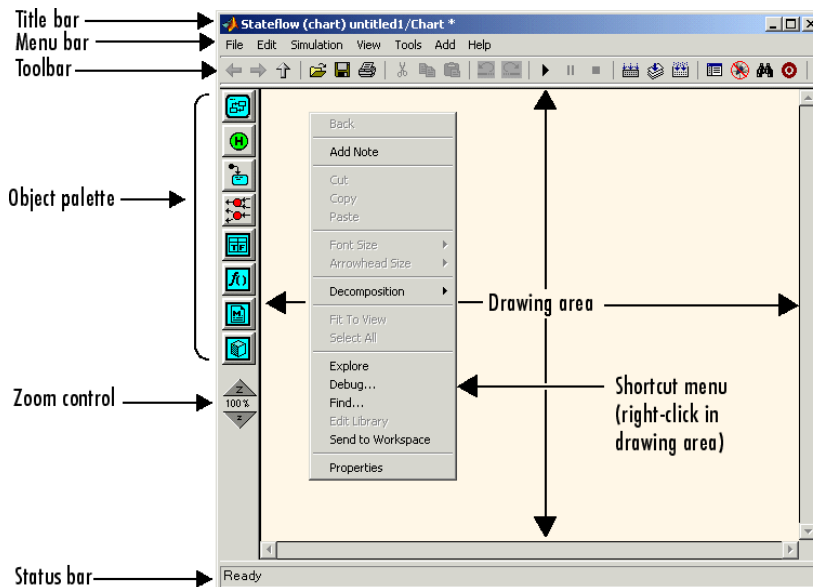 Title bar
Stateflow (chart) untitled1/Chart *
Menu bar
File Edit Simulation View Tools Add Help
Toolbar
Object palette
H
TF
f()
M
Back
Add Note
Cut
Copy
Paste
Font Size
Arrowhead Size
Decomposition
Fit To View
Select All
Explore
Debug...
Find...
Edit Library
Send to Workspace
Properties
Drawing area
Shortcut menu
(right-click in
drawing area)
Zoom control
Z
100%
z
Status bar
Ready